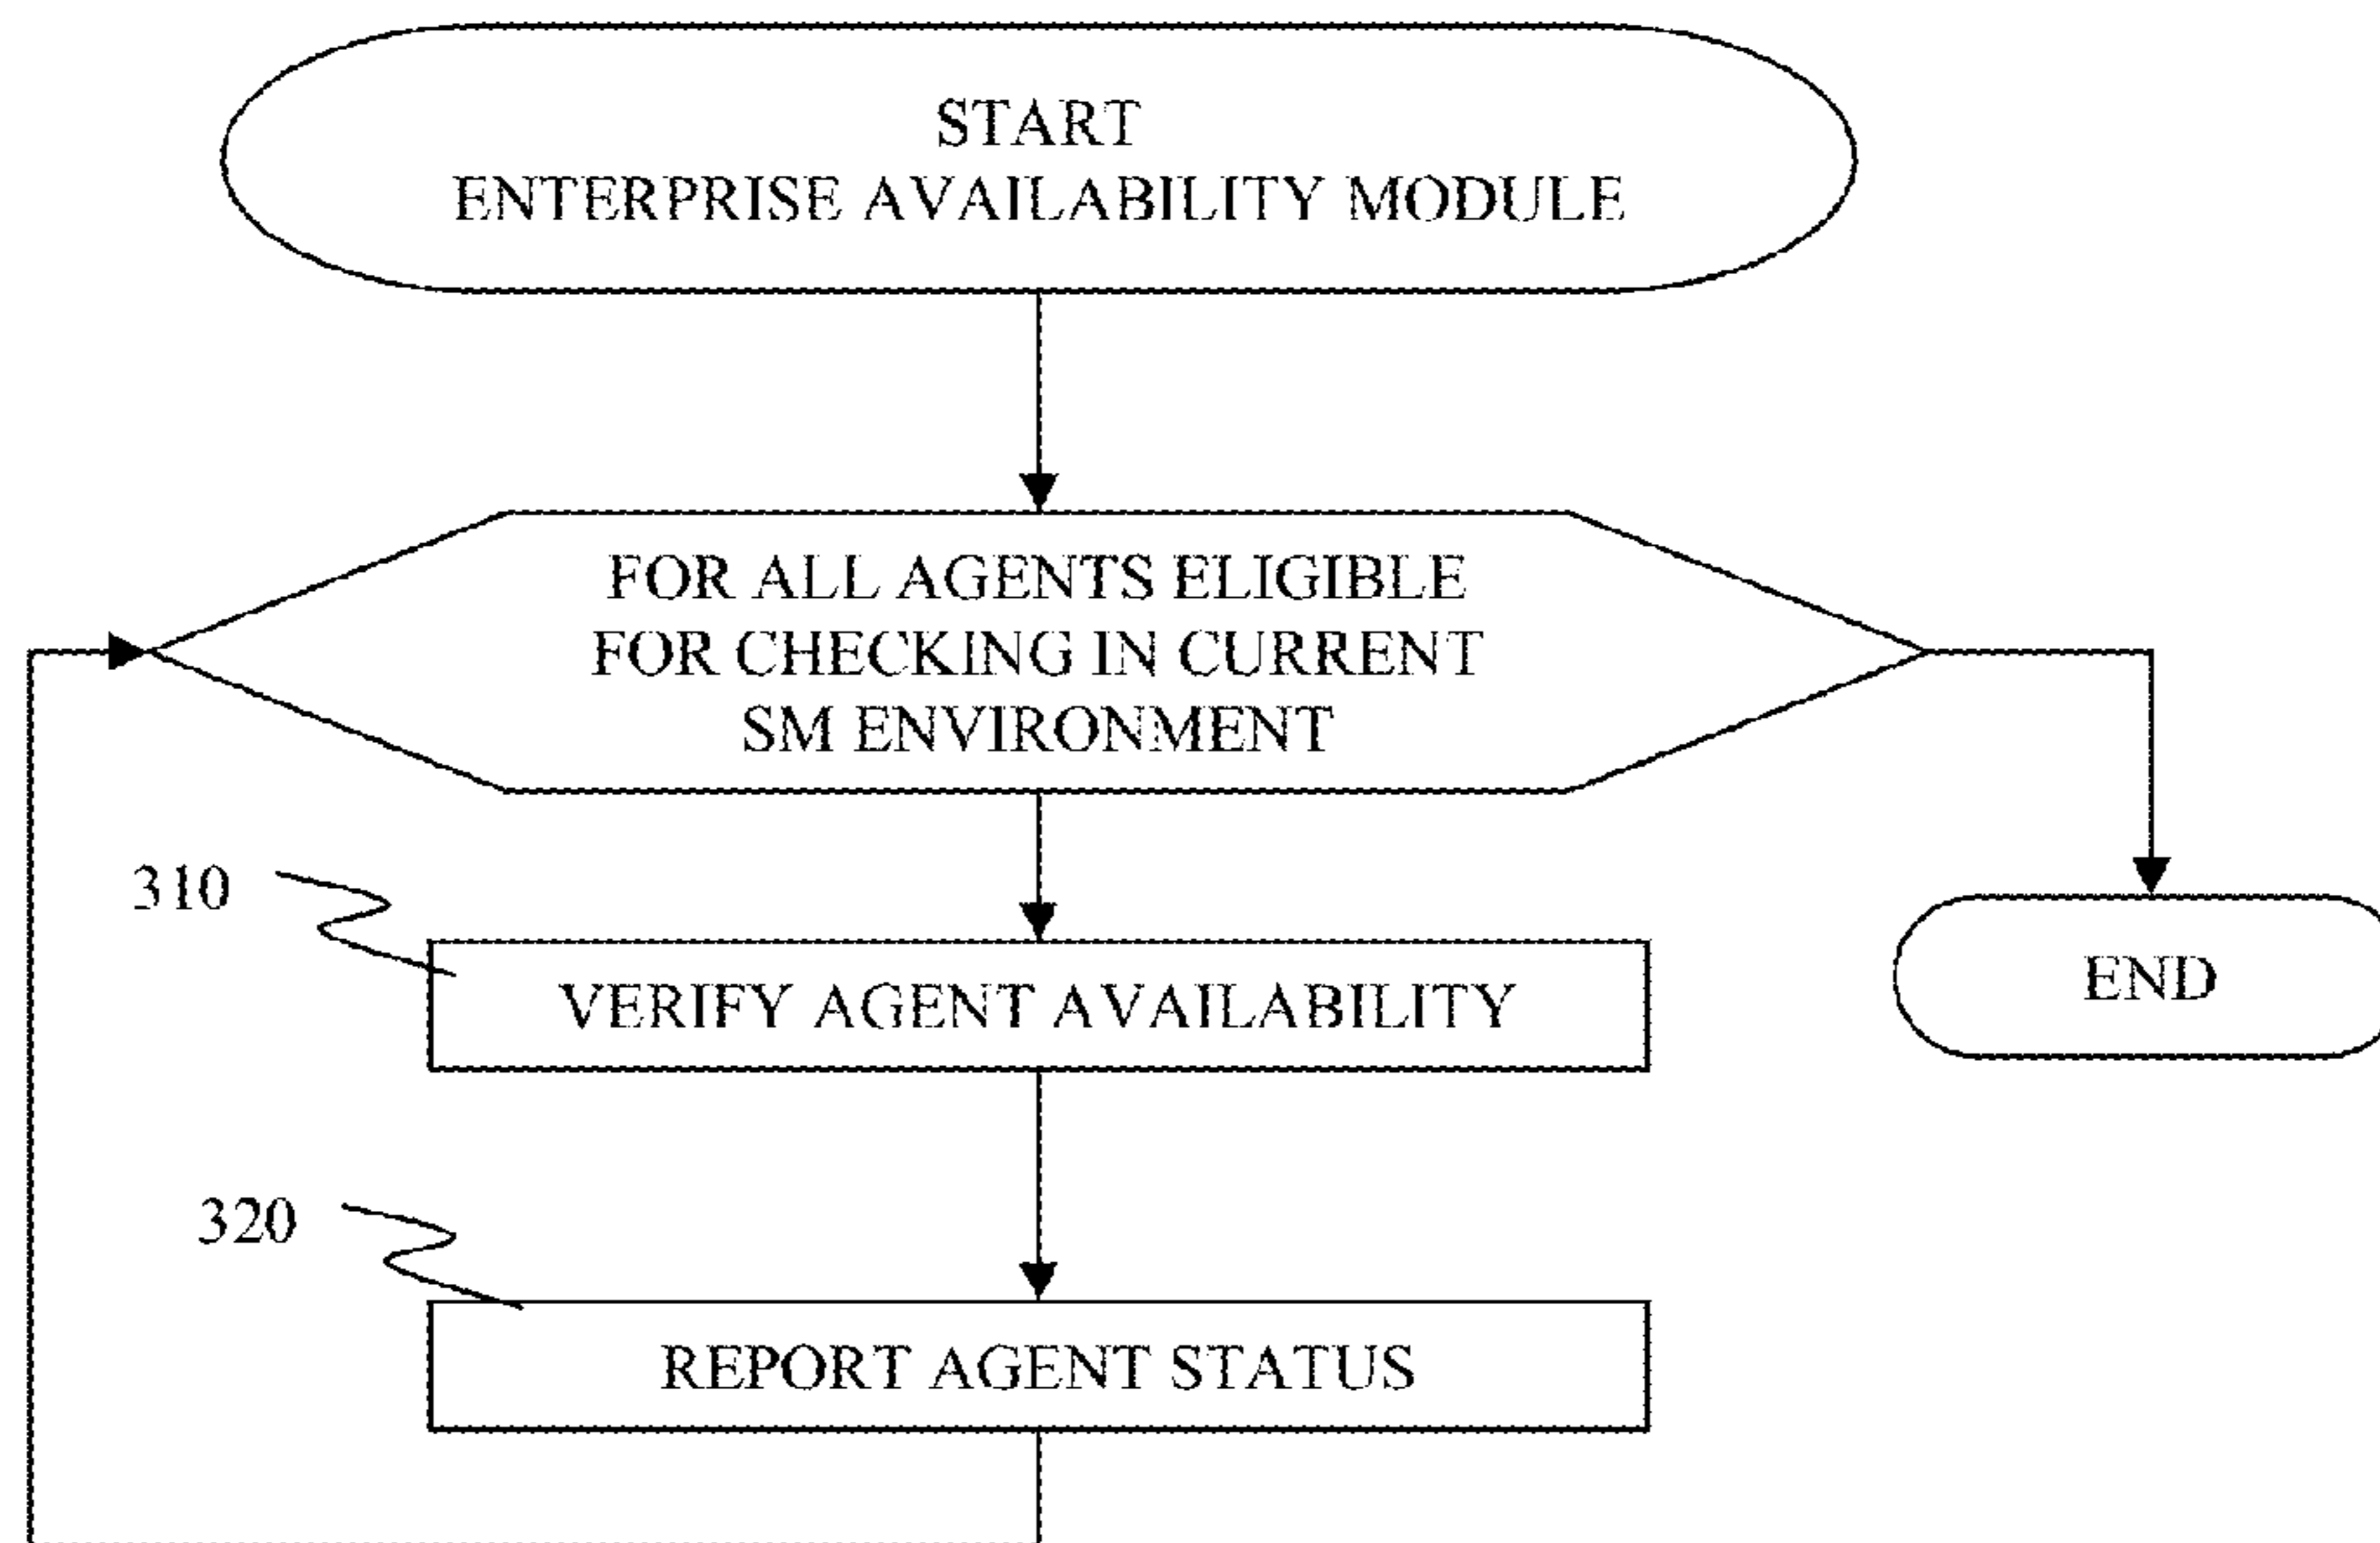 START
ENTERPRISE AVAILABILITY MODULE
FOR ALL AGENTS ELIGIBLE
FOR CHECKING IN CURRENT
SM ENVIRONMENT
310
VERIFY AGENT AVAILABILITY
END
320
REPORT AGENT STATUS